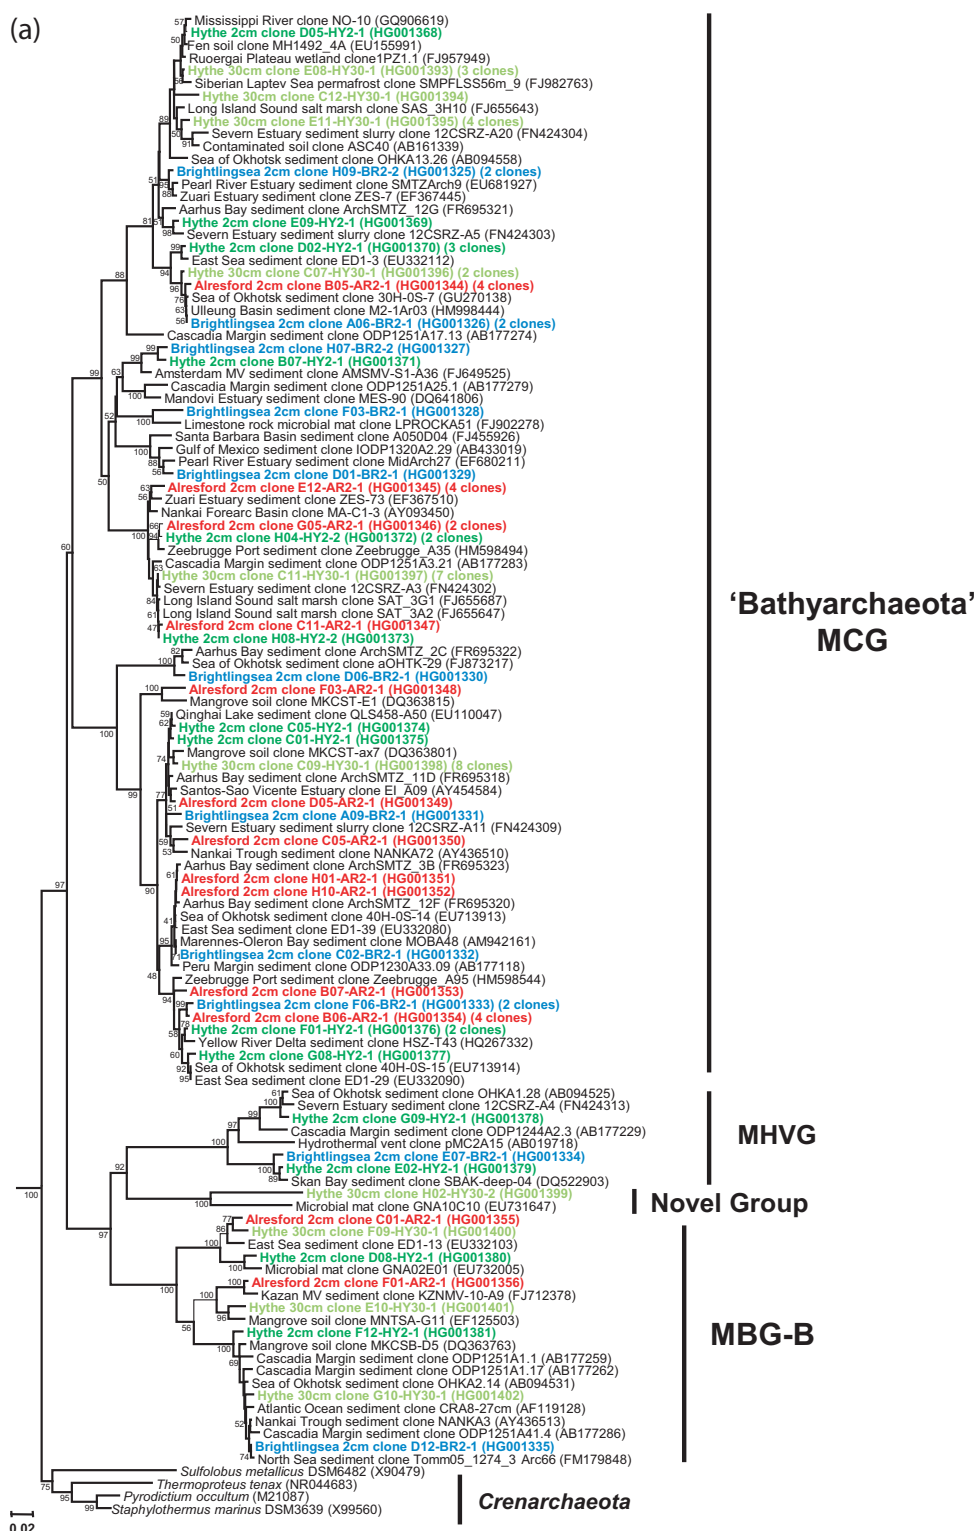 (a)
Mississippi River clone NO-10 (GQ906619)
Hythe 2cm clone D05-HY2-1 (HG001368)
Fen soil clone MH1492_4A (EU155991)
Ruoergai Plateau wetland clone1PZ1.1 (FJ957949)
Hythe 30cm clone E08-HY30-1 (HG001393) (3 clones)
Siberian Laptev Sea permafrost clone SMPFLSS56m_9 (FJ982763)
Hythe 30cm clone C12-HY30-1 (HG001394)
Long Island Sound salt marsh clone SAS_3H10 (FJ655643)
Hythe 30cm clone E11-HY30-1 (HG001395) (4 clones)
Severn Estuary sediment slurry clone 12CSRZ-A20 (FN424304)
Contaminated soil clone ASC40 (AB161339)
Sea of Okhotsk sediment clone OHKA13.26 (AB094558)
Brightlingsea 2cm clone H09-BR2-2 (HG001325) (2 clones)
Pearl River Estuary sediment clone SMTZArch9 (EU681927)
Zuari Estuary sediment clone ZES-7 (EF367445)
Aarhus Bay sediment clone ArchSMTZ_12G (FR695321)
Hythe 2cm clone E09-HY2-1 (HG001369)
Severn Estuary sediment slurry clone 12CSRZ-A5 (FN424303)
Hythe 2cm clone D02-HY2-1 (HG001370) (3 clones)
East Sea sediment clone ED1-3 (EU332112)
Hythe 30cm clone C07-HY30-1 (HG001396) (2 clones)
Alresford 2cm clone B05-AR2-1 (HG001344) (4 clones)
Sea of Okhotsk sediment clone 30H-0S-7 (GU270138)
Ulleung Basin sediment clone M2-1Ar03 (HM998444)
Brightlingsea 2cm clone A06-BR2-1 (HG001326) (2 clones)
Cascadia Margin sediment clone ODP1251A17.13 (AB177274)
Brightlingsea 2cm clone H07-BR2-2 (HG001327)
Hythe 2cm clone B07-HY2-1 (HG001371)
Amsterdam MV sediment clone AMSMV-S1-A36 (FJ649525)
Cascadia Margin sediment clone ODP1251A25.1 (AB177279)
Mandovi Estuary sediment clone MES-90 (DQ641806)
Brightlingsea 2cm clone F03-BR2-1 (HG001328)
Limestone rock microbial mat clone LPROCKA51 (FJ902278)
Santa Barbara Basin sediment clone A050D04 (FJ455926)
Gulf of Mexico sediment clone IODP1320A2.29 (AB433019)
Pearl River Estuary sediment clone MidArch27 (EF680211)
Brightlingsea 2cm clone D01-BR2-1 (HG001329)
Alresford 2cm clone E12-AR2-1 (HG001345) (4 clones)
Zuari Estuary sediment clone ZES-73 (EF367510)
Nankai Forearc Basin clone MA-C1-3 (AY093450)
Alresford 2cm clone G05-AR2-1 (HG001346) (2 clones)
Hythe 2cm clone H04-HY2-2 (HG001372) (2 clones)
Zeebrugge Port sediment clone Zeebrugge_A35 (HM598494)
Cascadia Margin sediment clone ODP1251A3.21 (AB177283)
Hythe 30cm clone C11-HY30-1 (HG001397) (7 clones)
Severn Estuary sediment clone 12CSRZ-A3 (FN424302)
Long Island Sound salt marsh clone SAT_3G1 (FJ655687)
Long Island Sound salt marsh clone SAT_3A2 (FJ655647)
Alresford 2cm clone C11-AR2-1 (HG001347)
Hythe 2cm clone H08-HY2-2 (HG001373)
Aarhus Bay sediment clone ArchSMTZ_2C (FR695322)
Sea of Okhotsk sediment clone aOHTK-29 (FJ873217)
Brightlingsea 2cm clone D06-BR2-1 (HG001330)
Alresford 2cm clone F03-AR2-1 (HG001348)
Mangrove soil clone MKCST-E1 (DQ363815)
Qinghai Lake sediment clone QLS458-A50 (EU110047)
Hythe 2cm clone C05-HY2-1 (HG001374)
Hythe 2cm clone C01-HY2-1 (HG001375)
Mangrove soil clone MKCST-ax7 (DQ363801)
Hythe 30cm clone C09-HY30-1 (HG001398) (8 clones)
Aarhus Bay sediment clone ArchSMTZ_11D (FR695318)
Santos-Sao Vicente Estuary clone EI_A09 (AY454584)
Alresford 2cm clone D05-AR2-1 (HG001349)
Brightlingsea 2cm clone A09-BR2-1 (HG001331)
Severn Estuary sediment slurry clone 12CSRZ-A11 (FN424309)
Alresford 2cm clone C05-AR2-1 (HG001350)
Nankai Trough sediment clone NANKA72 (AY436510)
Aarhus Bay sediment clone ArchSMTZ_3B (FR695323)
Alresford 2cm clone H01-AR2-1 (HG001351)
Alresford 2cm clone H10-AR2-1 (HG001352)
Aarhus Bay sediment clone ArchSMTZ_12F (FR695320)
Sea of Okhotsk sediment clone 40H-0S-14 (EU713913)
East Sea sediment clone ED1-39 (EU332080)
Marennes-Oleron Bay sediment clone MOBA48 (AM942161)
Brightlingsea 2cm clone C02-BR2-1 (HG001332)
Peru Margin sediment clone ODP1230A33.09 (AB177118)
Zeebrugge Port sediment clone Zeebrugge_A95 (HM598544)
Alresford 2cm clone B07-AR2-1 (HG001353)
Brightlingsea 2cm clone F06-BR2-1 (HG001333) (2 clones)
Alresford 2cm clone B06-AR2-1 (HG001354) (4 clones)
Hythe 2cm clone F01-HY2-1 (HG001376) (2 clones)
Yellow River Delta sediment clone HSZ-T43 (HQ267332)
Hythe 2cm clone G08-HY2-1 (HG001377)
Sea of Okhotsk sediment clone 40H-0S-15 (EU713914)
East Sea sediment clone ED1-29 (EU332090)
'Bathyarchaeota'
MCG
Sea of Okhotsk sediment clone OHKA1.28 (AB094525)
Severn Estuary sediment clone 12CSRZ-A4 (FN424313)
Hythe 2cm clone G09-HY2-1 (HG001378)
Cascadia Margin sediment clone ODP1244A2.3 (AB177229)
Hydrothermal vent clone pMC2A15 (AB019718)
Brightlingsea 2cm clone E07-BR2-1 (HG001334)
Hythe 2cm clone E02-HY2-1 (HG001379)
Skan Bay sediment clone SBAK-deep-04 (DQ522903)
MHVG
Hythe 30cm clone H02-HY30-2 (HG001399)
Microbial mat clone GNA10C10 (EU731647)
Novel Group
Alresford 2cm clone C01-AR2-1 (HG001355)
Hythe 30cm clone F09-HY30-1 (HG001400)
East Sea sediment clone ED1-13 (EU332103)
Hythe 2cm clone D08-HY2-1 (HG001380)
Microbial mat clone GNA02E01 (EU732005)
Alresford 2cm clone F01-AR2-1 (HG001356)
Kazan MV sediment clone KZNMV-10-A9 (FJ712378)
Hythe 30cm clone E10-HY30-1 (HG001401)
Mangrove soil clone MNTSA-G11 (EF125503)
Hythe 2cm clone F12-HY2-1 (HG001381)
Mangrove soil clone MKCSB-D5 (DQ363763)
Cascadia Margin sediment clone ODP1251A1.1 (AB177259)
Cascadia Margin sediment clone ODP1251A1.17 (AB177262)
Sea of Okhotsk sediment clone OHKA2.14 (AB094531)
Hythe 30cm clone G10-HY30-1 (HG001402)
Atlantic Ocean sediment clone CRA8-27cm (AF119128)
Nankai Trough sediment clone NANKA3 (AY436513)
Cascadia Margin sediment clone ODP1251A41.4 (AB177286)
Brightlingsea 2cm clone D12-BR2-1 (HG001335)
North Sea sediment clone Tomm05_1274_3_Arc66 (FM179848)
MBG-B
Sulfolobus metallicus DSM6482 (X90479)
Thermoproteus tenax (NR044683)
Pyrodictium occultum (M21087)
Staphylothermus marinus DSM3639 (X99560)
Crenarchaeota
0.02